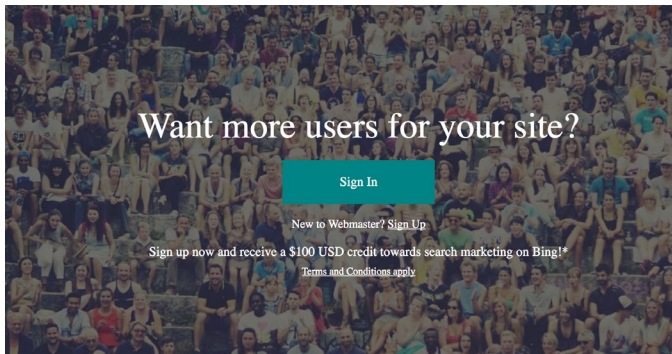 Want more users for your site?
Sign In
New to Webmaster? Sign Up
Sign up now and receive a $100 USD credit towards search marketing on Bing!*
Terms and Conditions apply